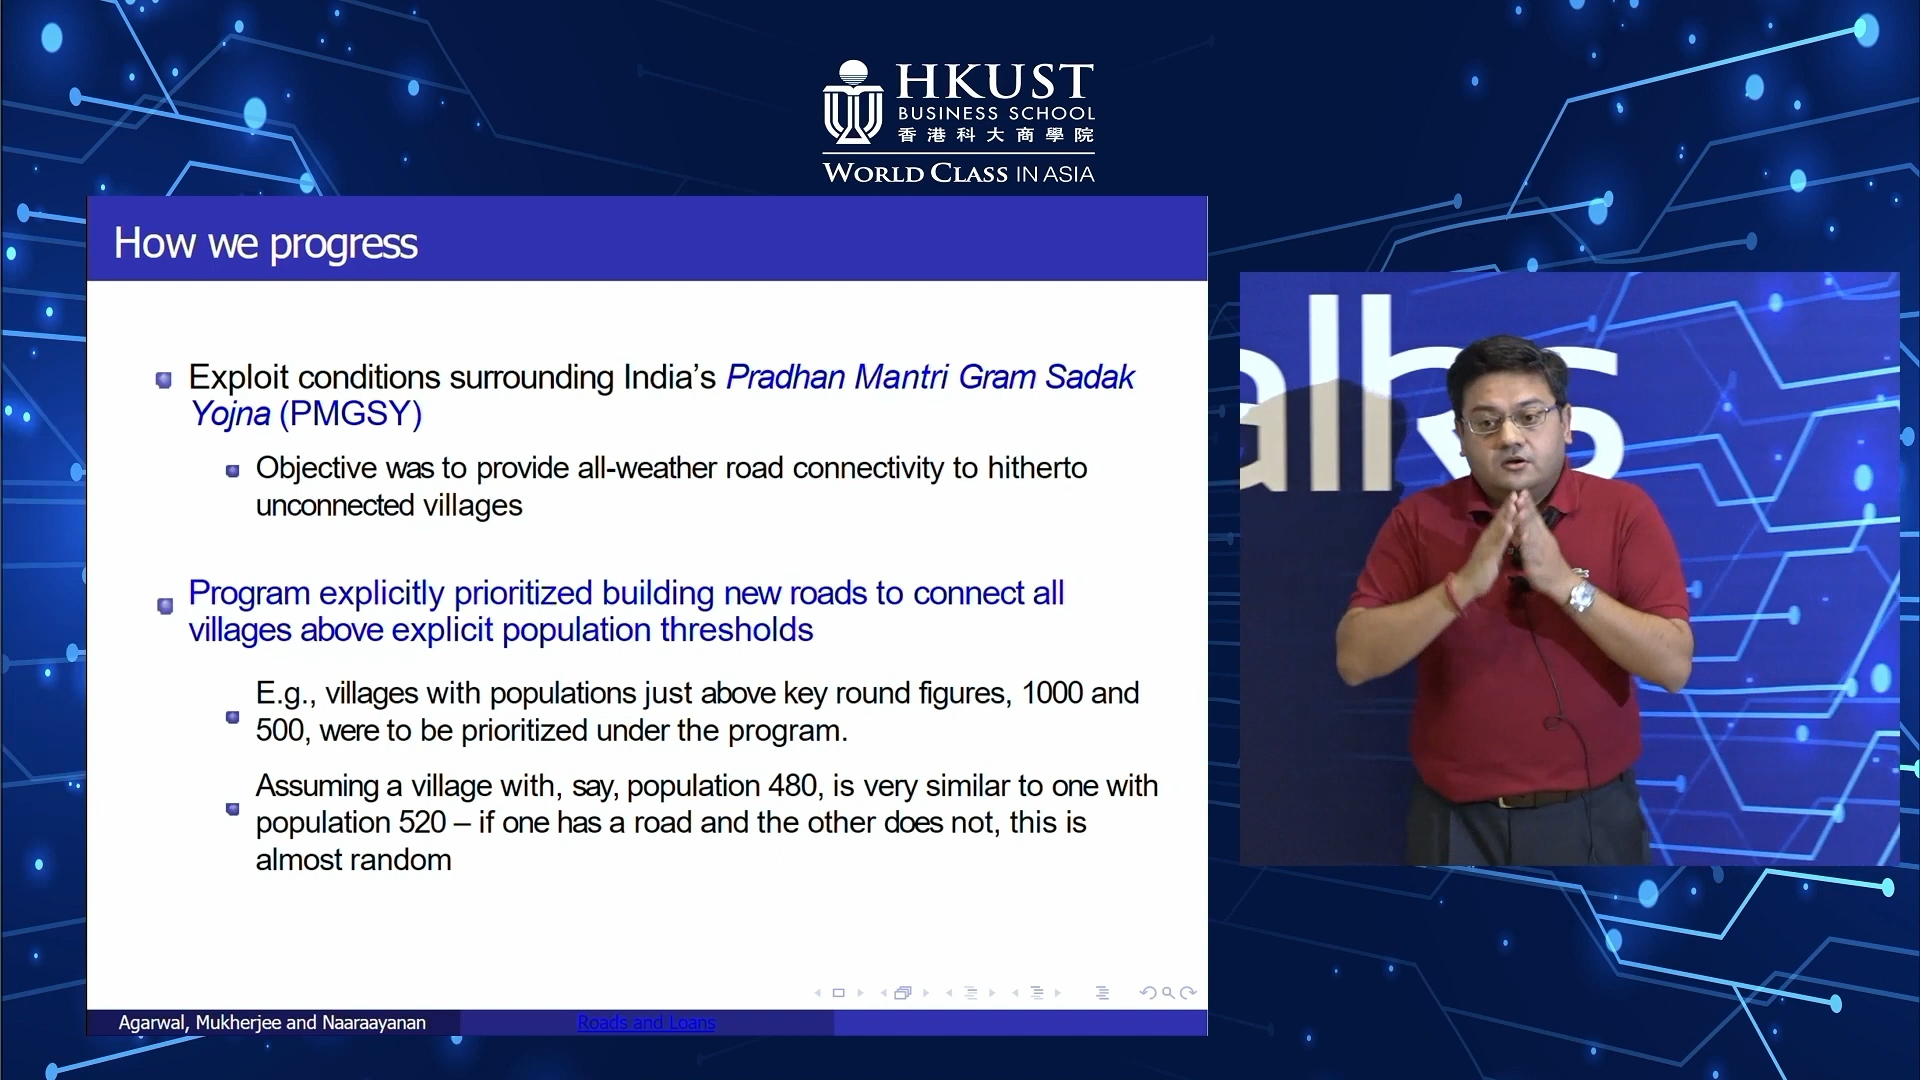 HKUST
BUSINESS SCHOOL
香港科大商學院
WORLD CLASS IN ASIA
How we progress
Exploit conditions surrounding India's Pradhan Mantri Gram Sadak
Yojna (PMGSY)
Objective was to provide all-weather road connectivity to hitherto
unconnected villages
Program explicitly prioritized building new roads to connect all
villages above explicit population thresholds
E.g., villages with populations just above key round figures, 1000 and
500, were to be prioritized under the program.
Assuming a village with, say, population 480, is very similar to one with
population 520 – if one has a road and the other does not, this is
almost random
Agarwal, Mukherjee and Naaraayanan
Roads and Loans